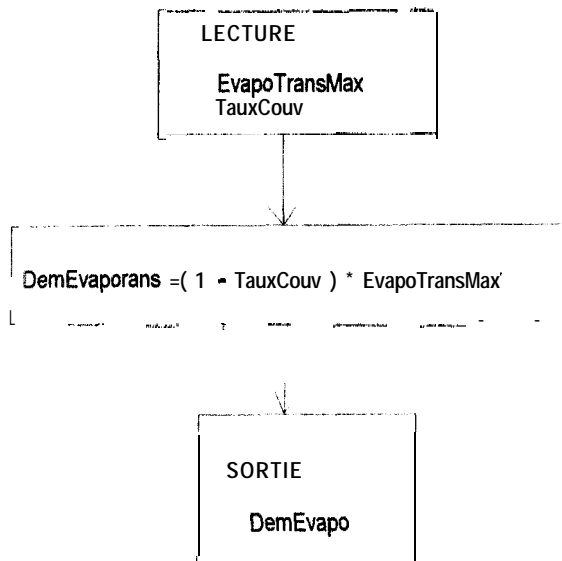 LECTURE
EvapoTransMax
TauxCouv
DemEvaporans =( 1 - TauxCouv ) * EvapoTransMax
SORTIE
DemEvapo